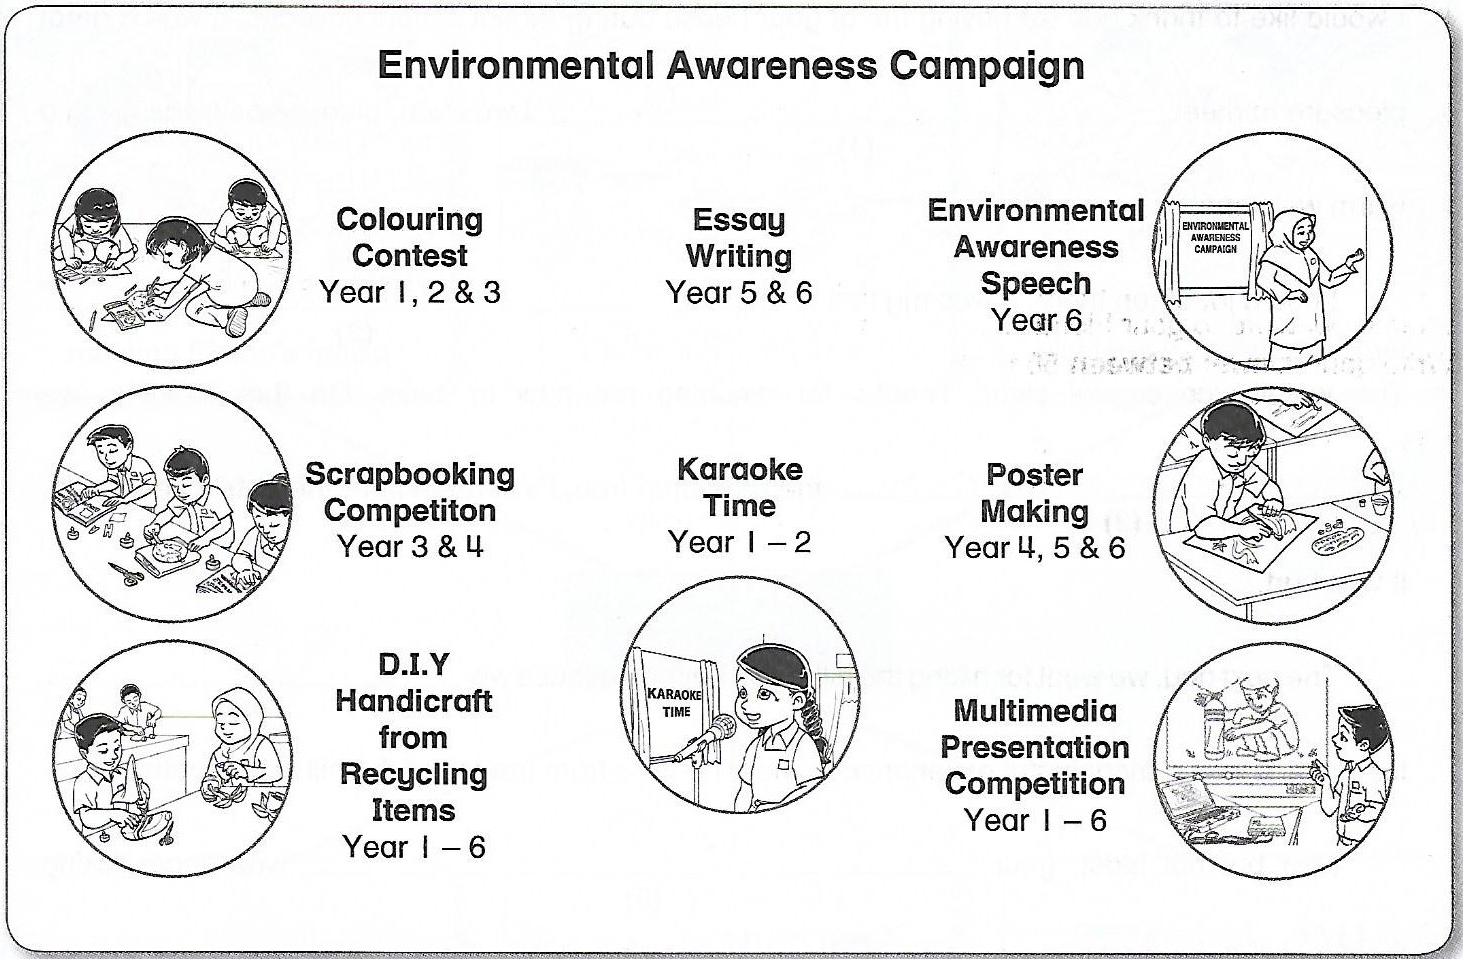 Environmental Awareness Campaign
Colouring
Contest
Year 1, 2 & 3
Essay
Writing
Year 5 & 6
Environmental
Awareness
Speech
Year 6
ENVIRONMENTAL
AWARENESS
CAMPAIGN
Scrapbooking
Competiton
Year 3 & 4
Karaoke
Time
Year 1 – 2
Poster
Making
Year 4, 5 & 6
D.I.Y
Handicraft
from
Recycling
Items
Year 1 – 6
KARAOKE
TIME
Multimedia
Presentation
Competition
Year 1 – 6